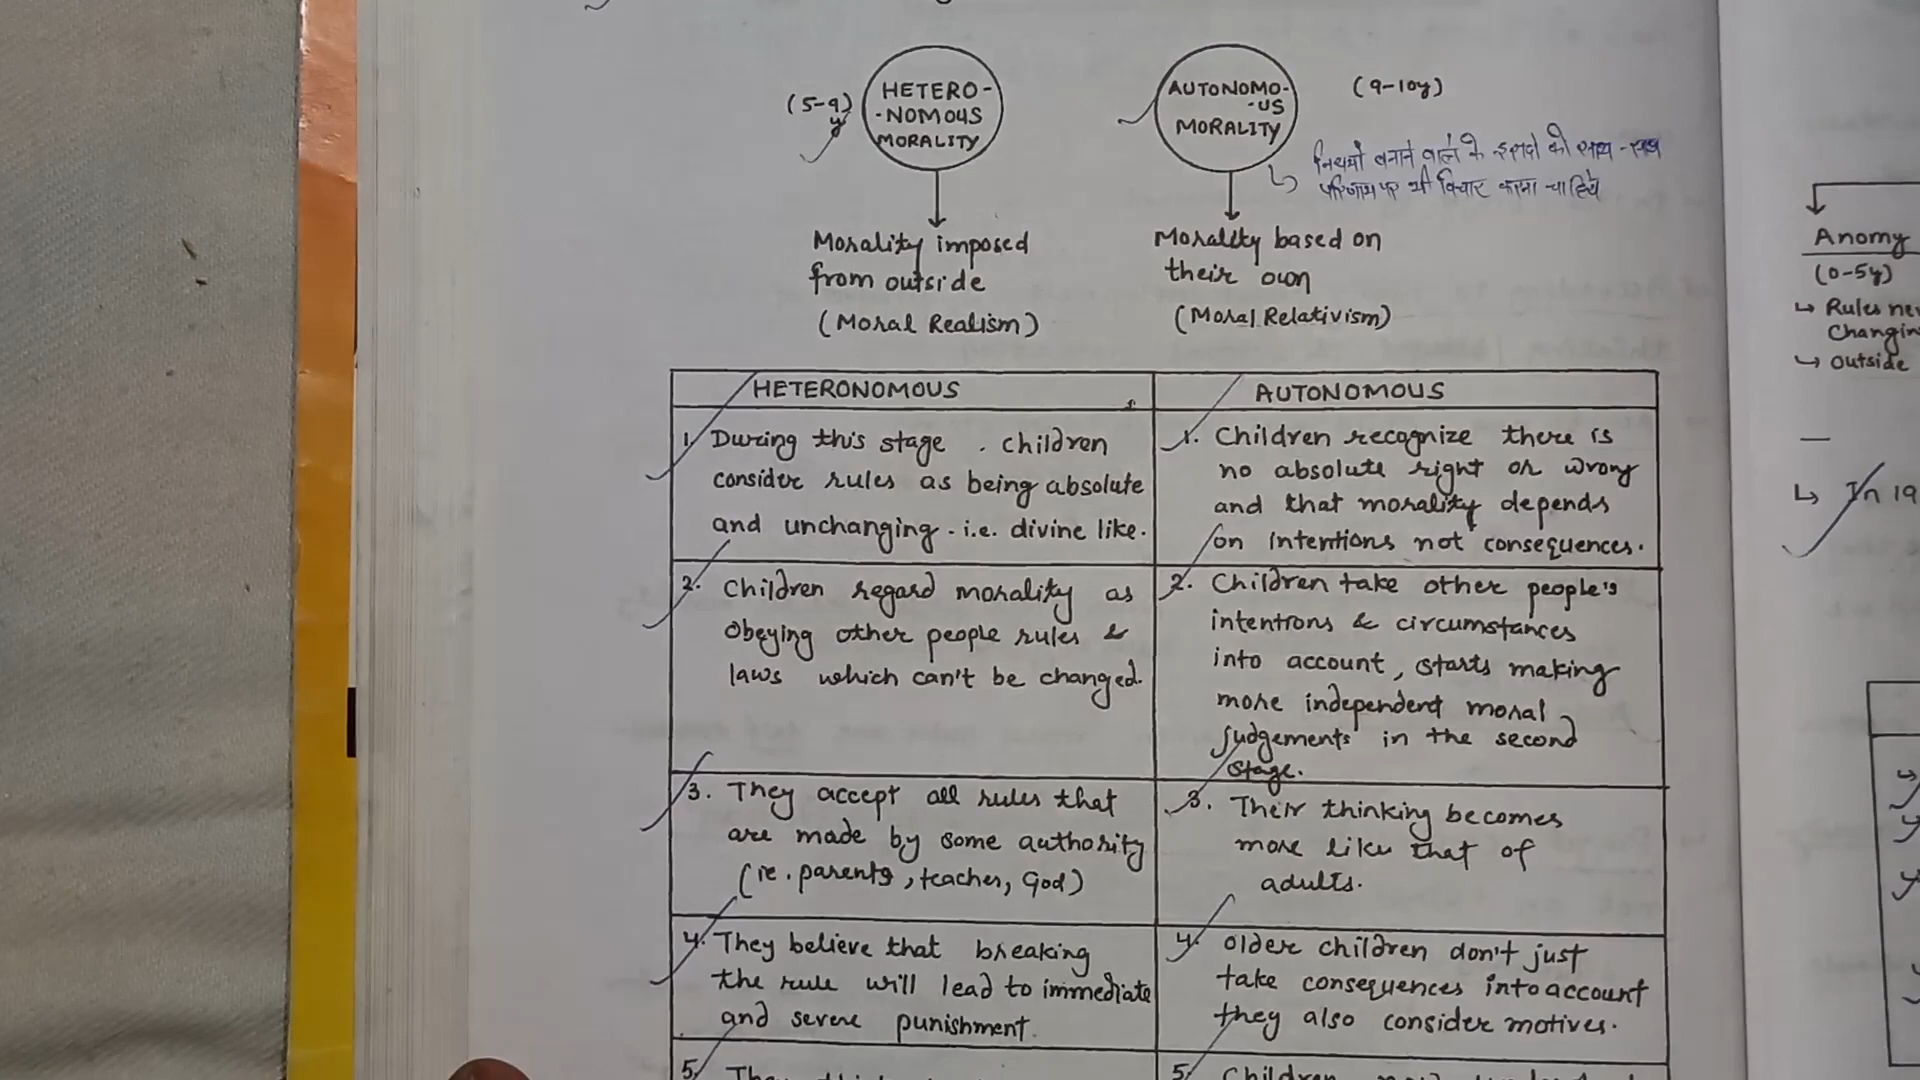 (5-9)
y
HETERO-
-NOMOUS
MORALITY
AUTONOMO-
-US
MORALITY
(9-10y)
नियमों बनाने वाले के इरादों को साथ-साथ
परिणाम पर भी विचार करना चाहिये
Morality imposed
from outside
(Moral Realism)
Morality based on
their own
(Moral Relativism)
HETERONOMOUS
1. During this stage. children
consider rules as being absolute
and unchanging. i.e. divine like.
2. Children regard morality as
obeying other people rules &
laws which can't be changed.
3. They accept all rules that
are made by some authority
(ie. parents, teacher, God)
4. They believe that breaking
the rule will lead to immediate
and severe punishment.
5.
AUTONOMOUS
1. Children recognize there is
no absolute right or wrong
and that morality depends
on intentions not consequences.
2. Children take other people's
intentions & circumstances
into account, starts making
more independent moral
judgements in the second
stage.
3. Their thinking becomes
more like that of
adults.
4. older children don't just
take consequences into account
they also consider motives.
5. Children
Anomy
(0-5y)
↳ Rules
↳ outside
↳ In 19